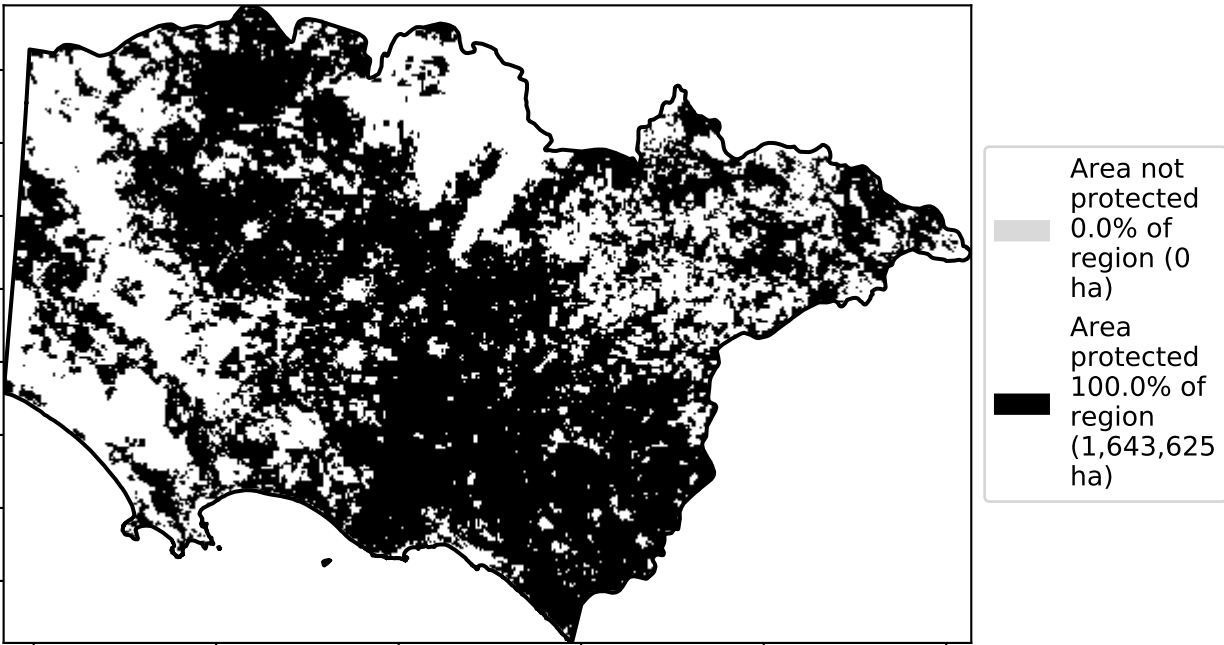 Area not
protected
0.0% of
region (0
ha)
Area
protected
100.0% of
region
(1,643,625
ha)